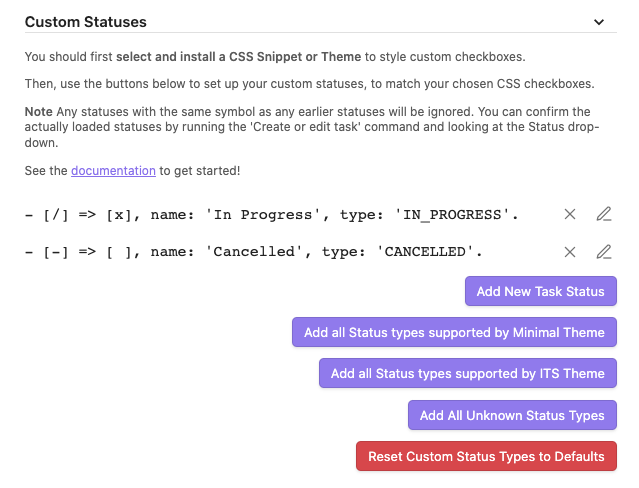 Custom Statuses
You should first select and install a CSS Snippet or Theme to style custom checkboxes.
Then, use the buttons below to set up your custom statuses, to match your chosen CSS checkboxes.
Note Any statuses with the same symbol as any earlier statuses will be ignored. You can confirm the
actually loaded statuses by running the 'Create or edit task' command and looking at the Status drop-
down.
See the documentation to get started!
- [/] => [x], name: 'In Progress', type: 'IN_PROGRESS'.
- [-] => [ ], name: 'Cancelled', type: 'CANCELLED'.
Add New Task Status
Add all Status types supported by Minimal Theme
Add all Status types supported by ITS Theme
Add All Unknown Status Types
Reset Custom Status Types to Defaults